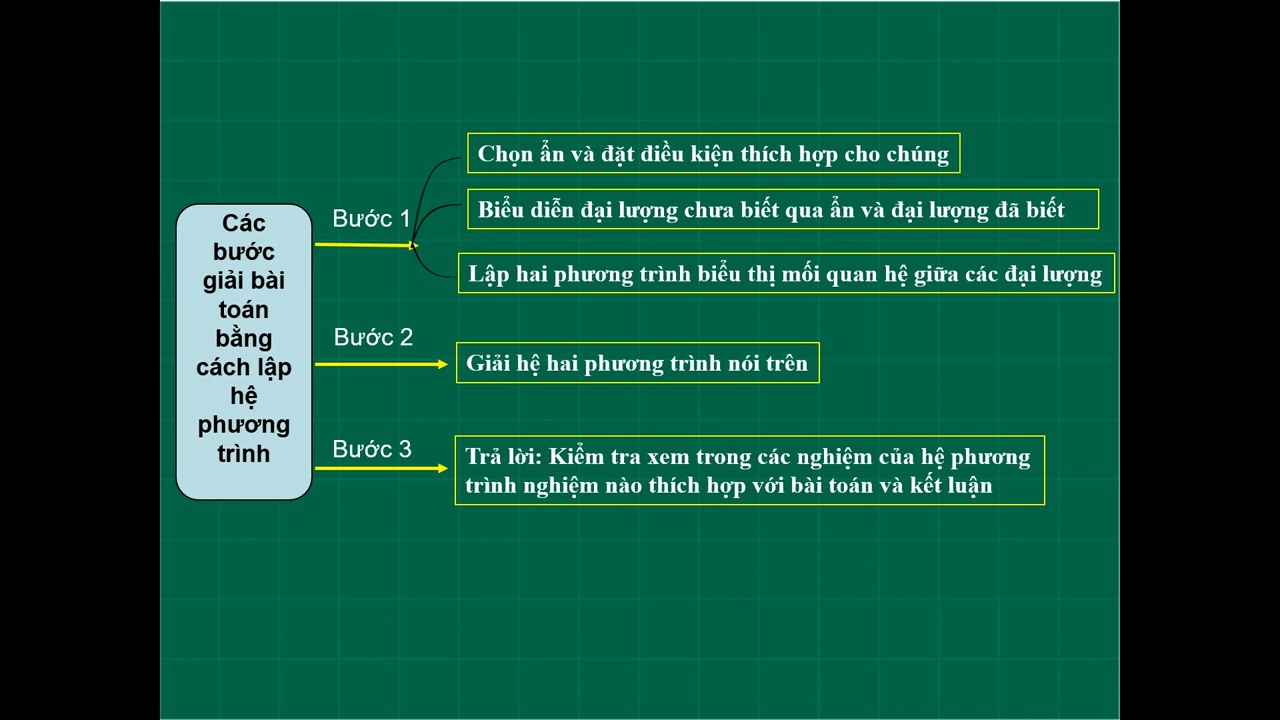 Các
bước
giải bài
toán
bằng
cách lập
hệ
phương
trình
Bước 1
Chọn ẩn và đặt điều kiện thích hợp cho chúng
Biểu diễn đại lượng chưa biết qua ẩn và đại lượng đã biết
Lập hai phương trình biểu thị mối quan hệ giữa các đại lượng
Bước 2
Giải hệ hai phương trình nói trên
Bước 3
Trả lời: Kiểm tra xem trong các nghiệm của hệ phương
trình nghiệm nào thích hợp với bài toán và kết luận